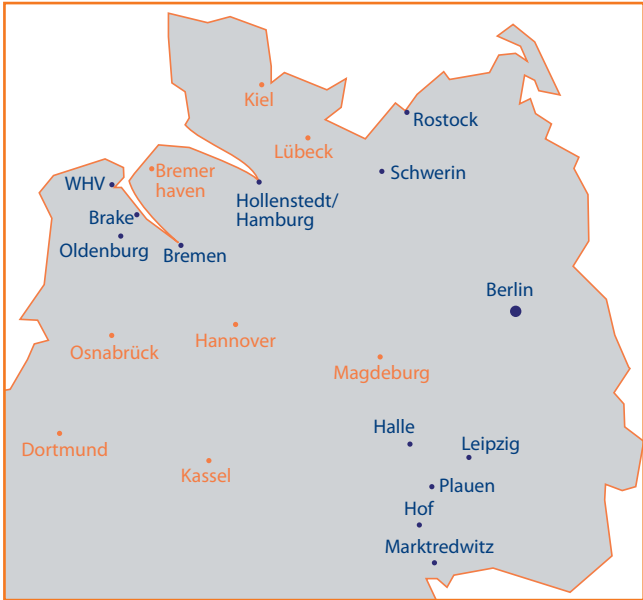 Kiel
Rostock
Lübeck
Bremer
haven
Schwerin
WHV
Hollenstedt/
Hamburg
Brake
Oldenburg
Bremen
Berlin
Hannover
Osnabrück
Magdeburg
Halle
Leipzig
Dortmund
Kassel
Plauen
Hof
Marktredwitz